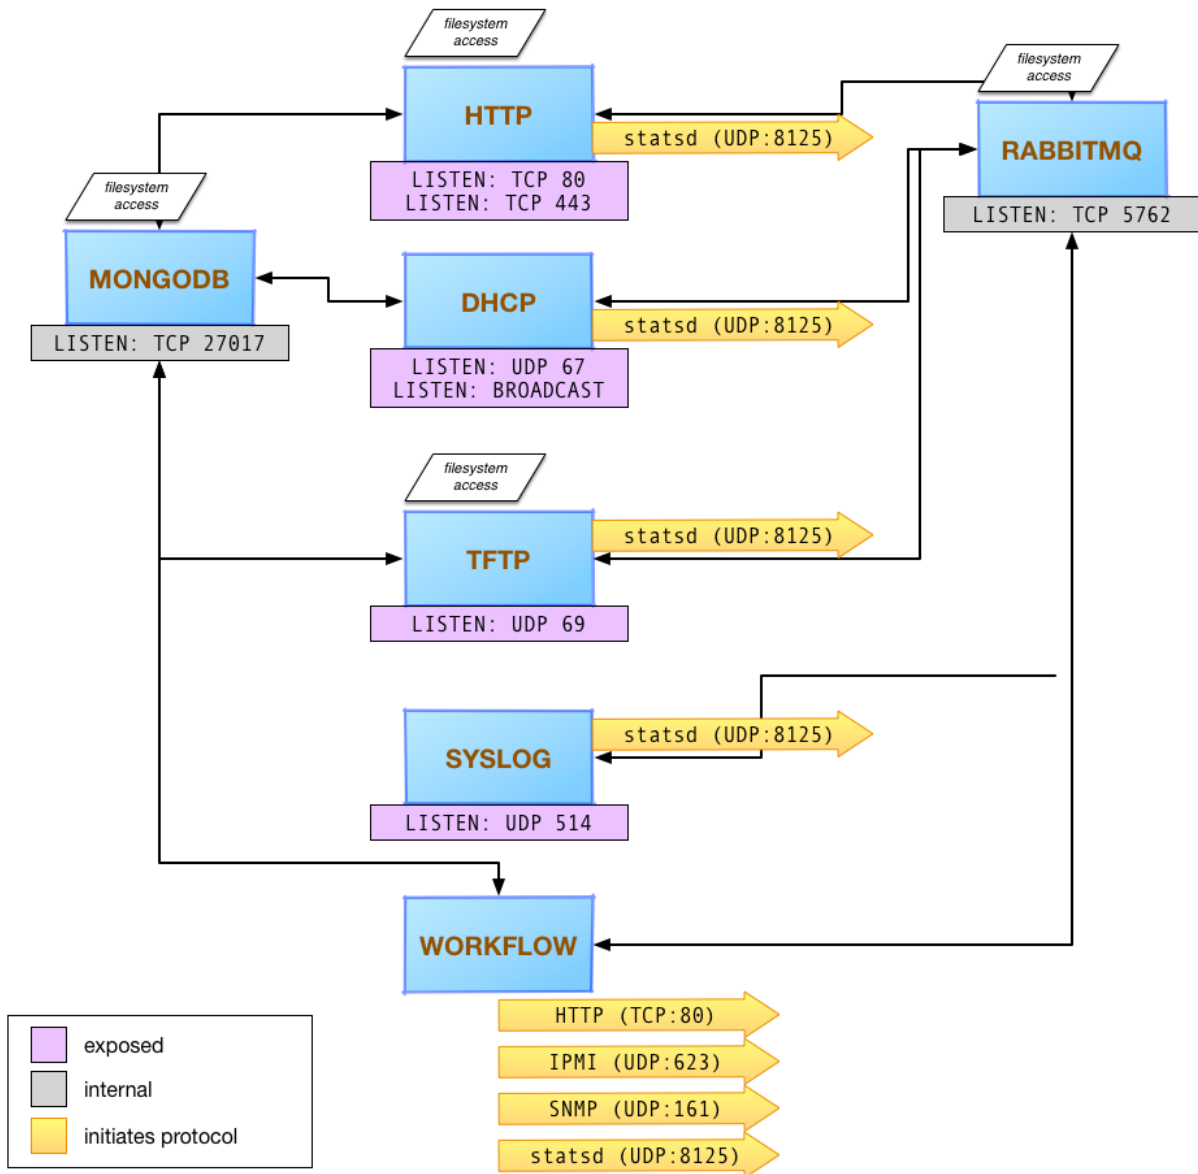 filesystem
access
HTTP
statsd (UDP:8125)
LISTEN: TCP 80
LISTEN: TCP 443
filesystem
access
RABBITMQ
LISTEN: TCP 5762
filesystem
access
MONGODB
LISTEN: TCP 27017
DHCP
statsd (UDP:8125)
LISTEN: UDP 67
LISTEN: BROADCAST
filesystem
access
TFTP
statsd (UDP:8125)
LISTEN: UDP 69
SYSLOG
statsd (UDP:8125)
LISTEN: UDP 514
WORKFLOW
HTTP (TCP:80)
IPMI (UDP:623)
SNMP (UDP:161)
statsd (UDP:8125)
exposed
internal
initiates protocol